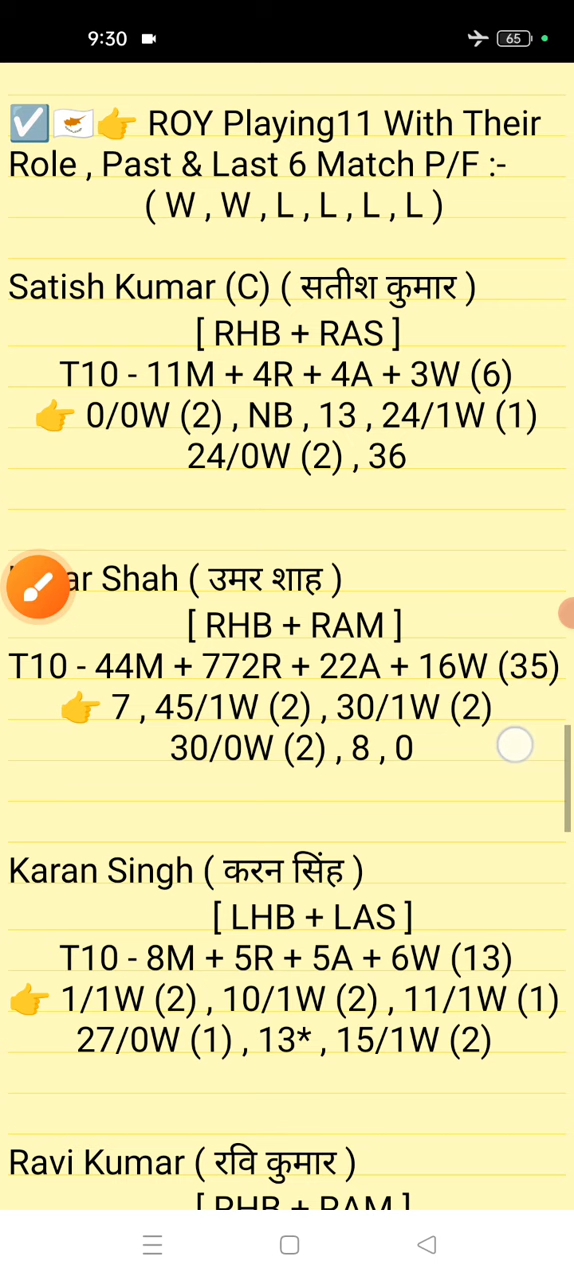 9:30
65
☑️🇨🇾👉 ROY Playing11 With Their
Role , Past & Last 6 Match P/F :-
( W , W , L , L , L , L )
Satish Kumar (C) ( सतीश कुमार )
[ RHB + RAS ]
T10 - 11M + 4R + 4A + 3W (6)
👉 0/0W (2) , NB , 13 , 24/1W (1)
24/0W (2) , 36
Shah ( उमर शाह )
[ RHB + RAM ]
T10 - 44M + 772R + 22A + 16W (35)
👉 7 , 45/1W (2) , 30/1W (2)
30/0W (2) , 8 , 0
Karan Singh ( करन सिंह )
[ LHB + LAS ]
T10 - 8M + 5R + 5A + 6W (13)
👉 1/1W (2) , 10/1W (2) , 11/1W (1)
27/0W (1) , 13* , 15/1W (2)
Ravi Kumar ( रवि कुमार )
[ RHB + RAM ]